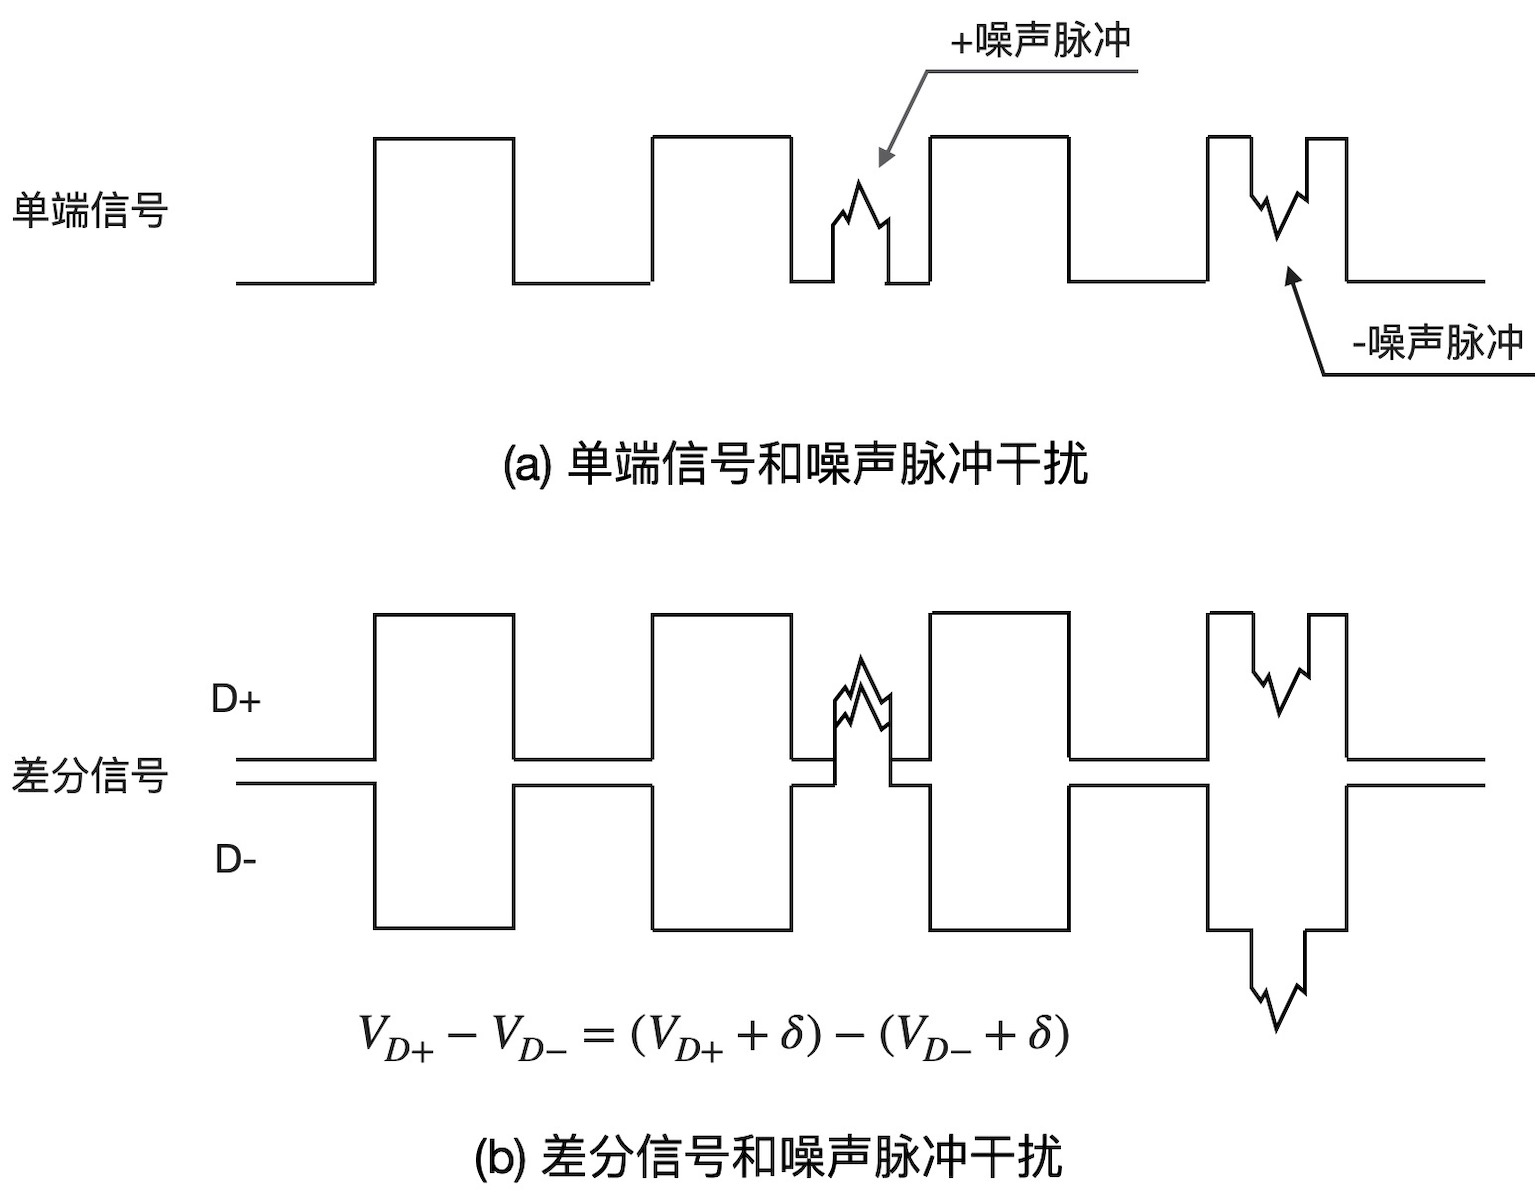 +噪声脉冲
单端信号
-噪声脉冲
(a) 单端信号和噪声脉冲干扰
D+
差分信号
D-
V_{D+} − V_{D−} = (V_{D+} + δ) − (V_{D−} + δ)
(b) 差分信号和噪声脉冲干扰